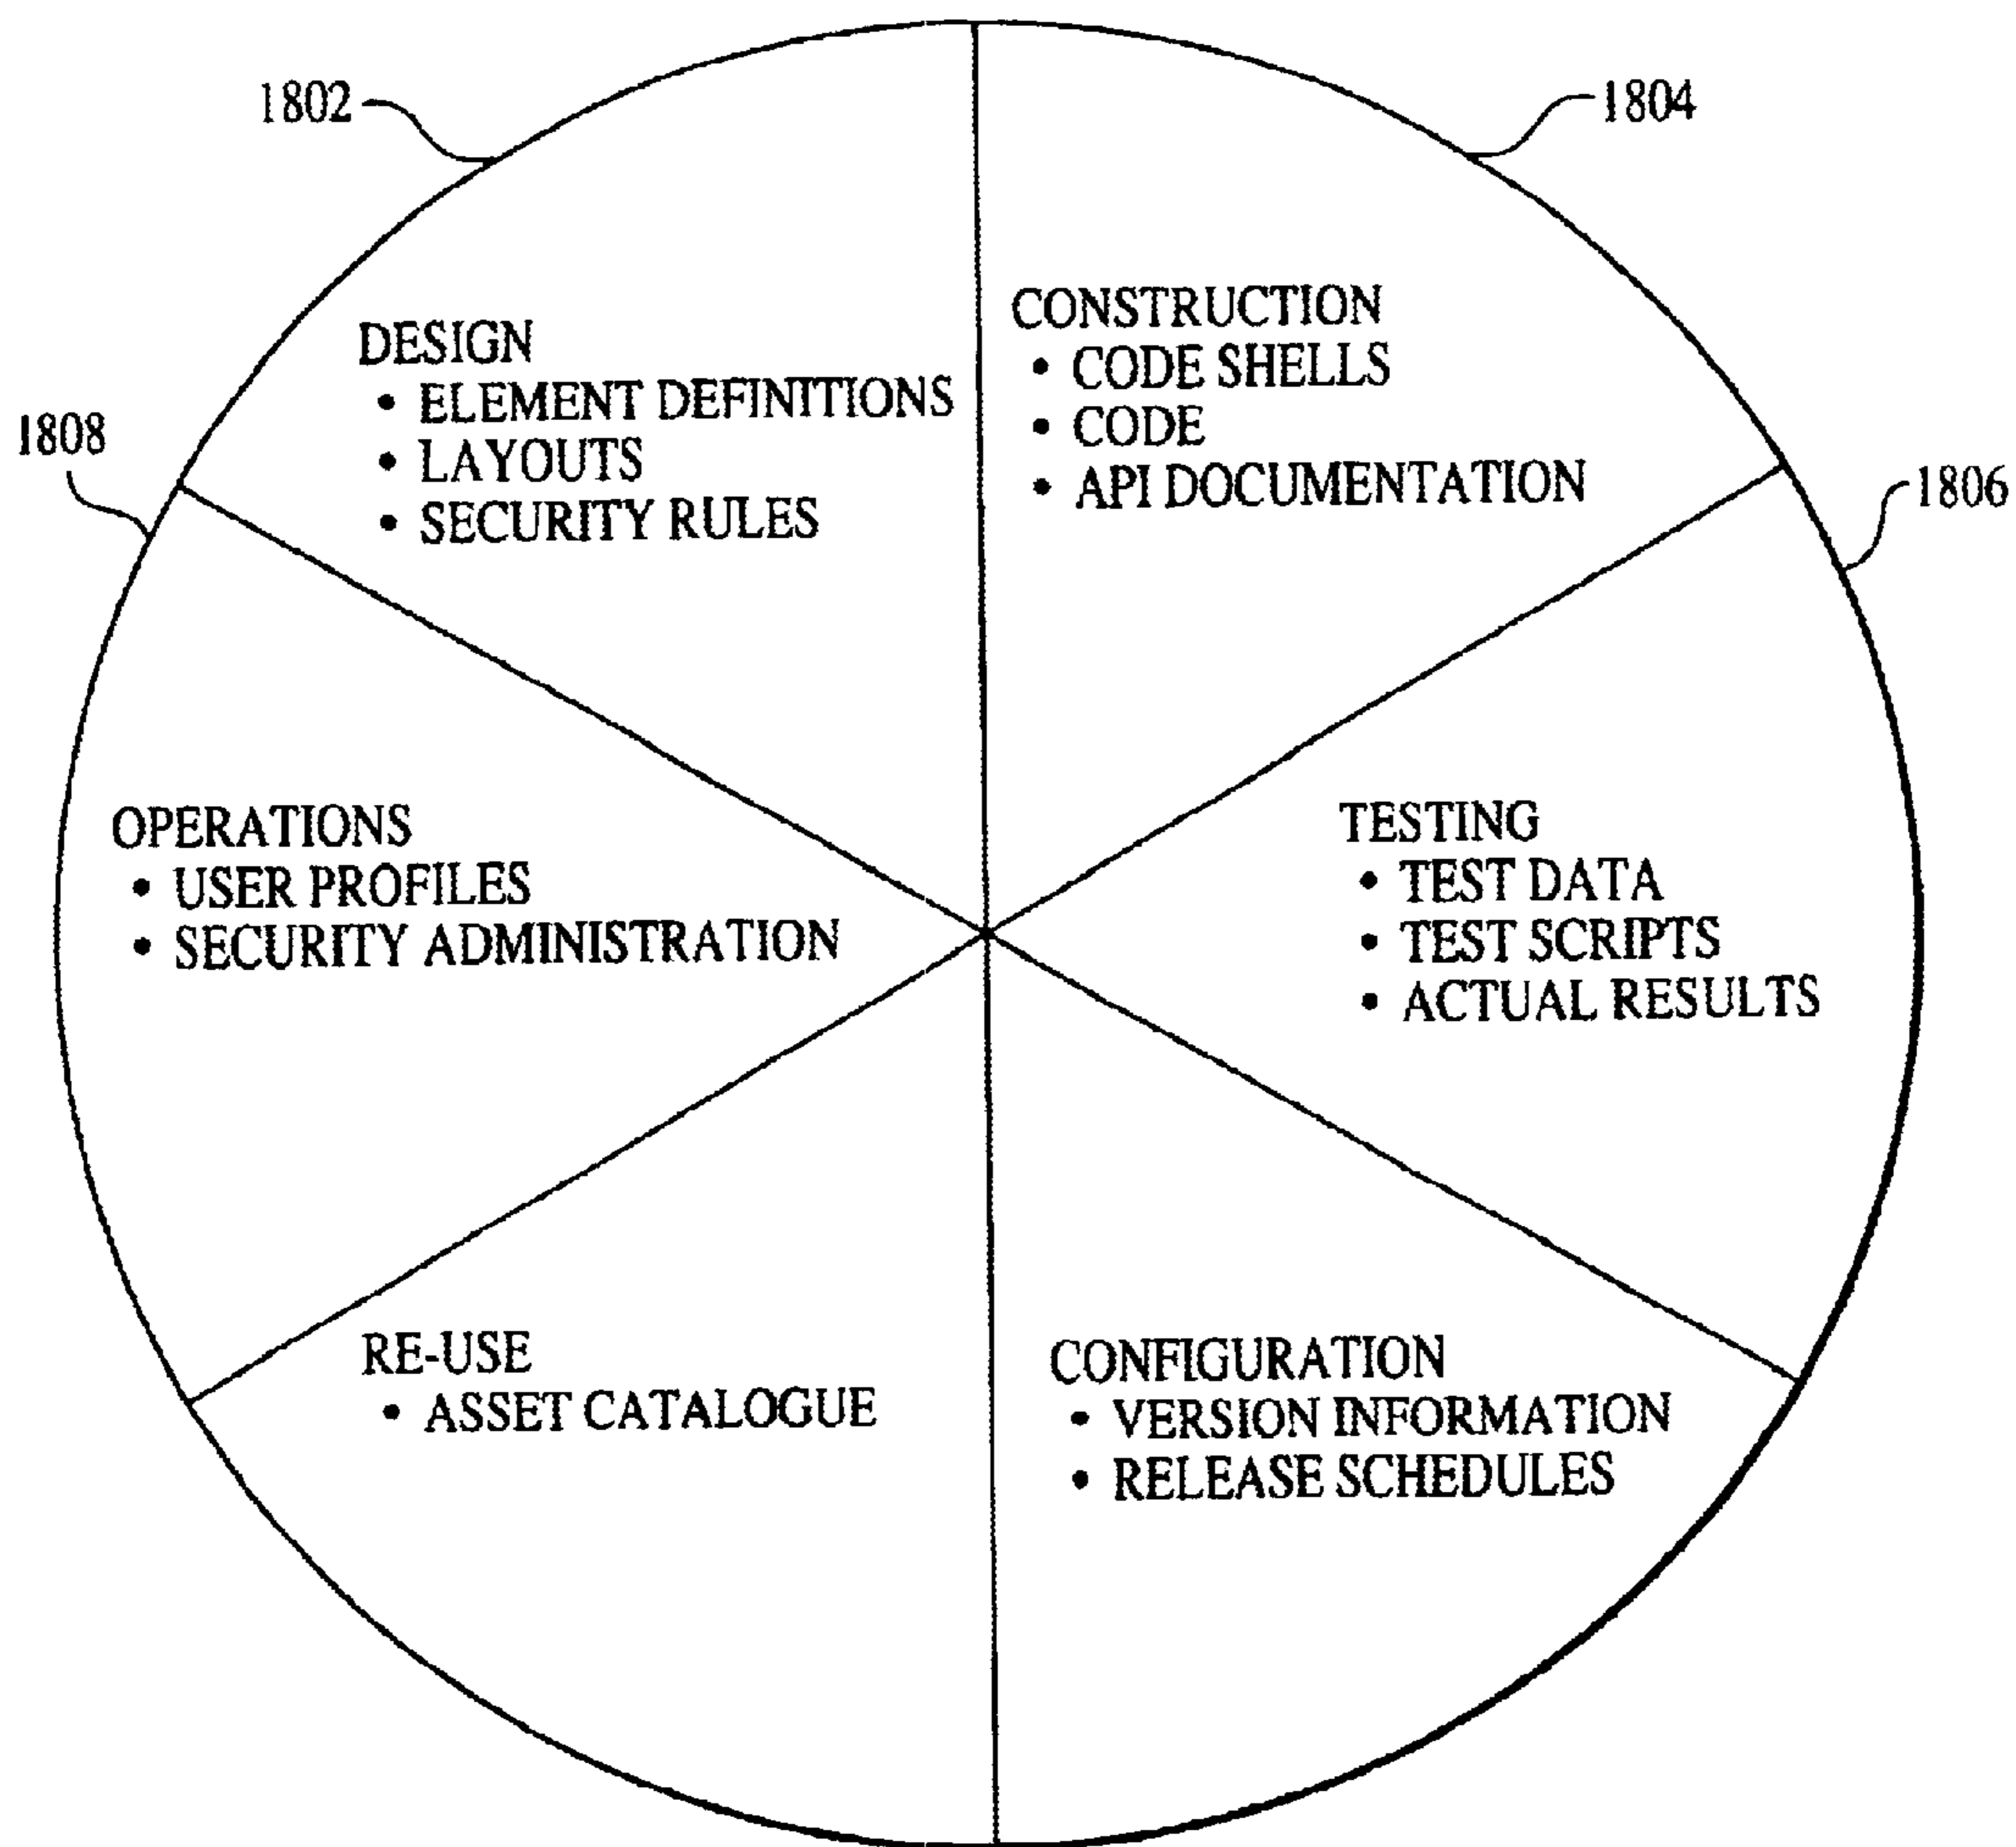 1802
1804
DESIGN
• ELEMENT DEFINITIONS
• LAYOUTS
• SECURITY RULES
CONSTRUCTION
• CODE SHELLS
• CODE
• API DOCUMENTATION
1808
1806
OPERATIONS
• USER PROFILES
• SECURITY ADMINISTRATION
TESTING
• TEST DATA
• TEST SCRIPTS
• ACTUAL RESULTS
RE-USE
• ASSET CATALOGUE
CONFIGURATION
• VERSION INFORMATION
• RELEASE SCHEDULES